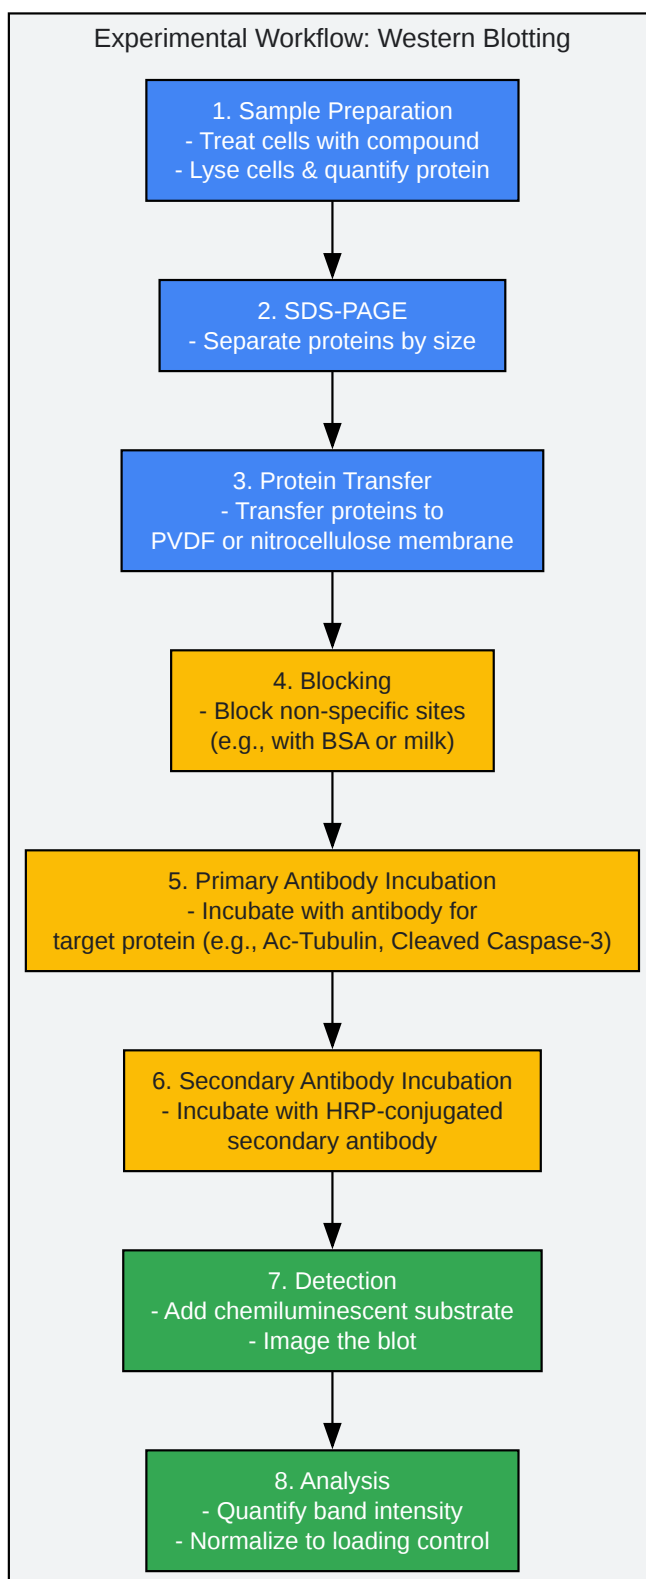 Experimental Workflow: Western Blotting
1. Sample Preparation
- Treat cells with compound
- Lyse cells & quantify protein
2. SDS-PAGE
- Separate proteins by size
3. Protein Transfer
- Transfer proteins to
PVDF or nitrocellulose membrane
4. Blocking
- Block non-specific sites
(e.g., with BSA or milk)
5. Primary Antibody Incubation
- Incubate with antibody for
target protein (e.g., Ac-Tubulin, Cleaved Caspase-3)
6. Secondary Antibody Incubation
- Incubate with HRP-conjugated
secondary antibody
7. Detection
- Add chemiluminescent substrate
- Image the blot
8. Analysis
- Quantify band intensity
- Normalize to loading control